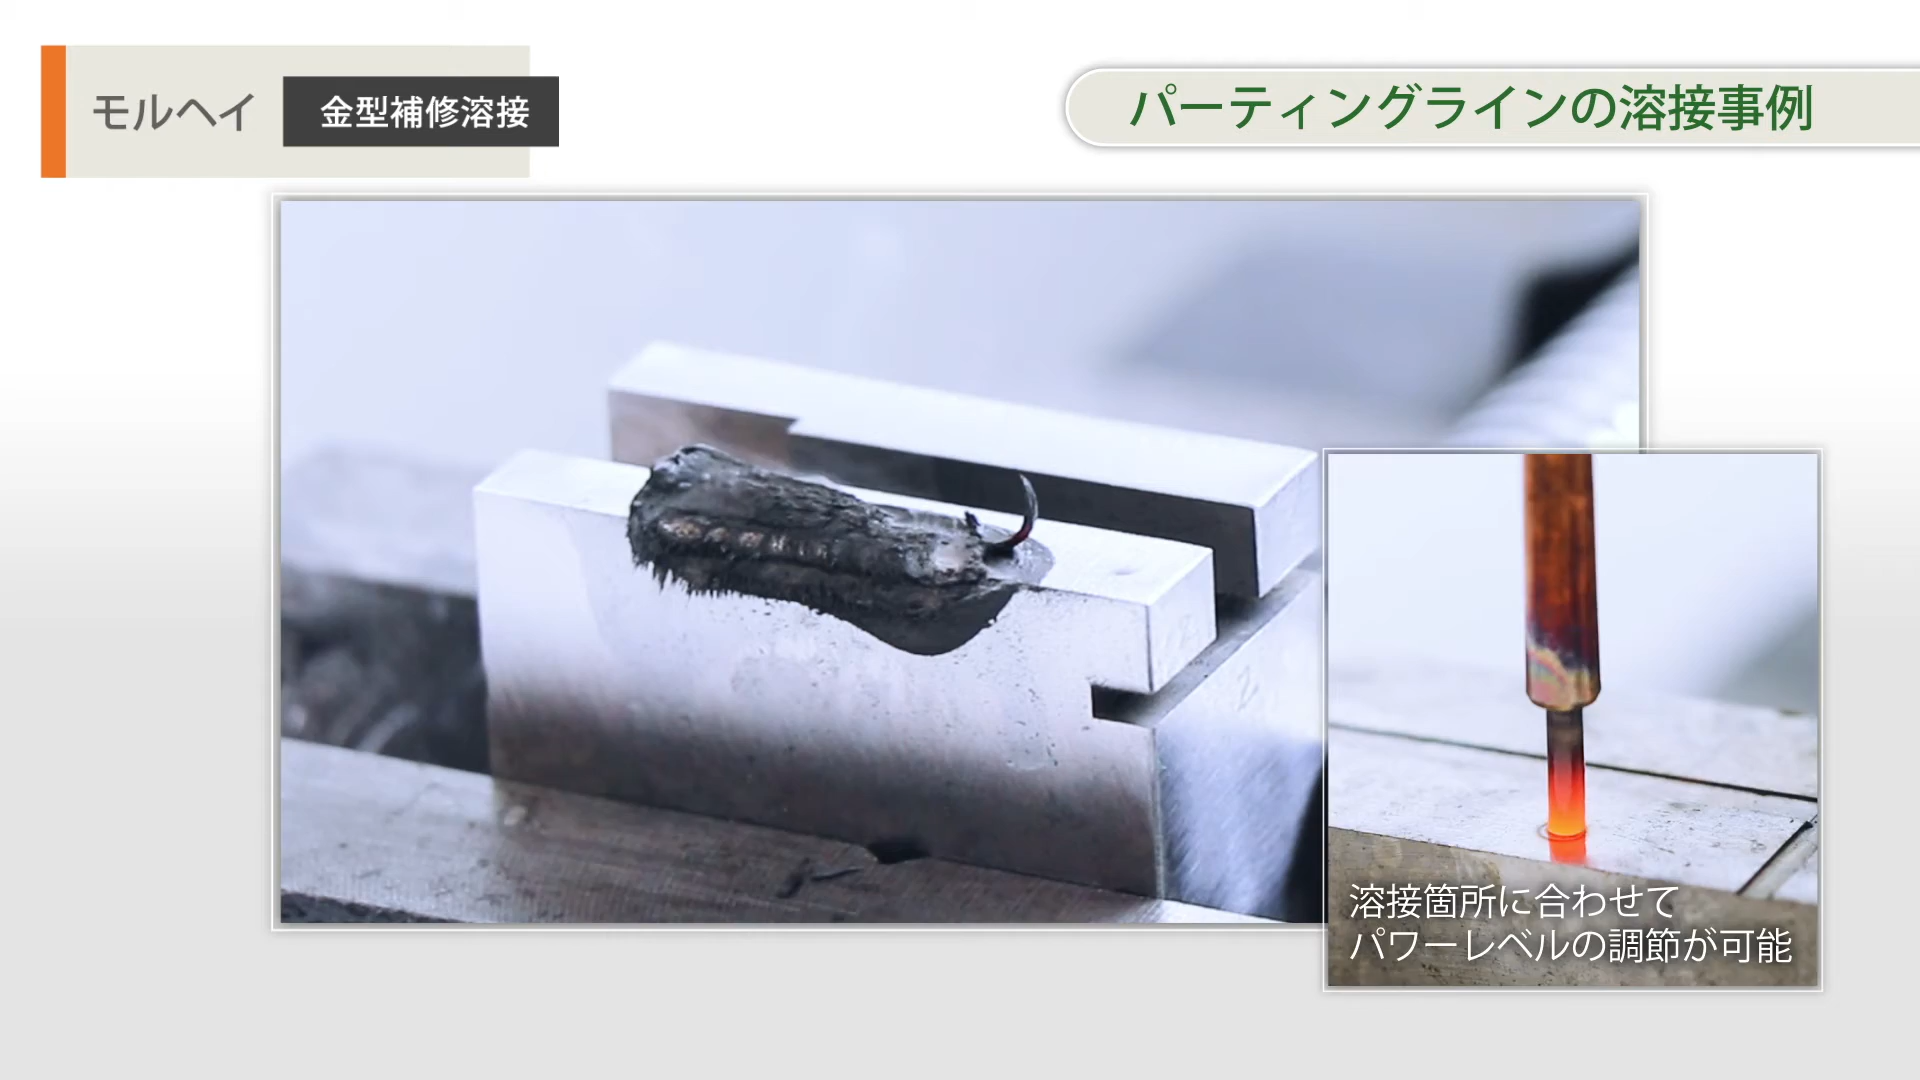 モルヘイ
金型補修溶接
パーティングラインの溶接事例
溶接箇所に合わせて
パワーレベルの調節が可能